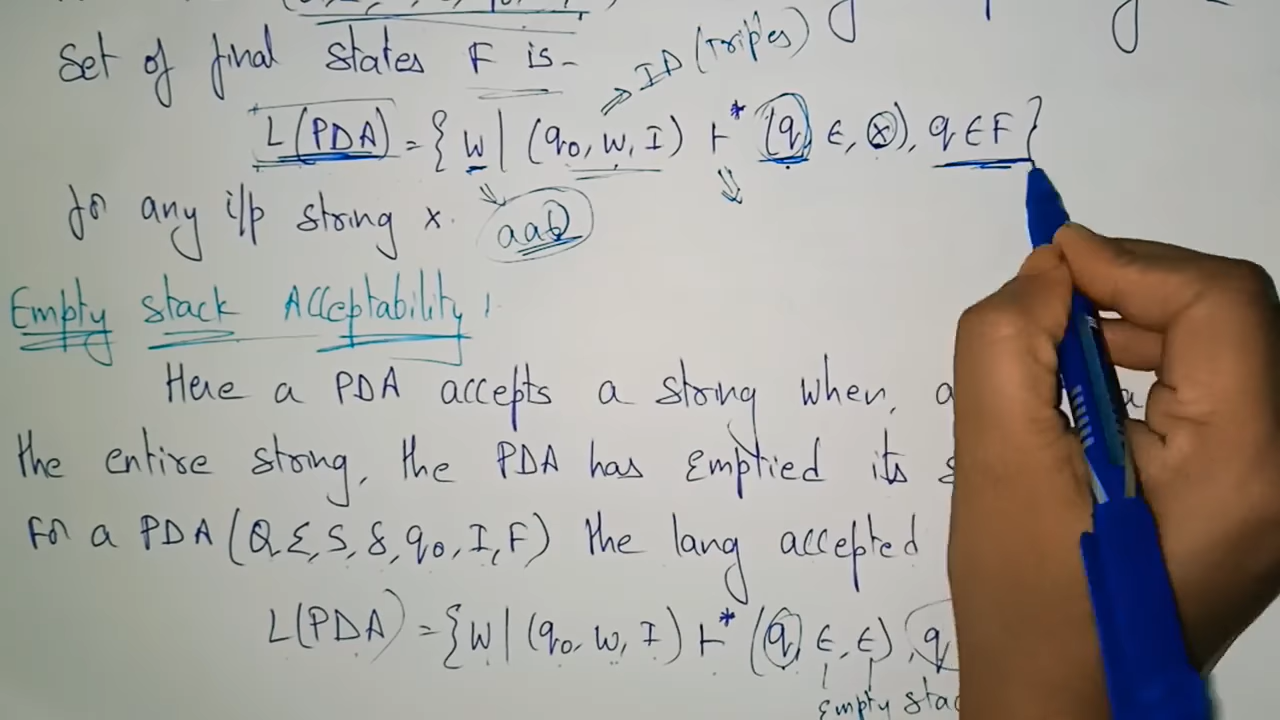 Set of final states F is-
⇒ ID (Triples)
L(PDA) = { W | (q₀, w, I) ⊢* (q, ε, x), q ∈ F }
for any i/p string x. aab
Empty stack Acceptability :
Here a PDA accepts a string when, a
the entire string, the PDA has emptied its s
For a PDA (Q, Σ, S, δ, q₀, I, F) the lang accepted
L(PDA) = { W | (q₀, w, I) ⊢* (q, ε, ε), q
Empty stac